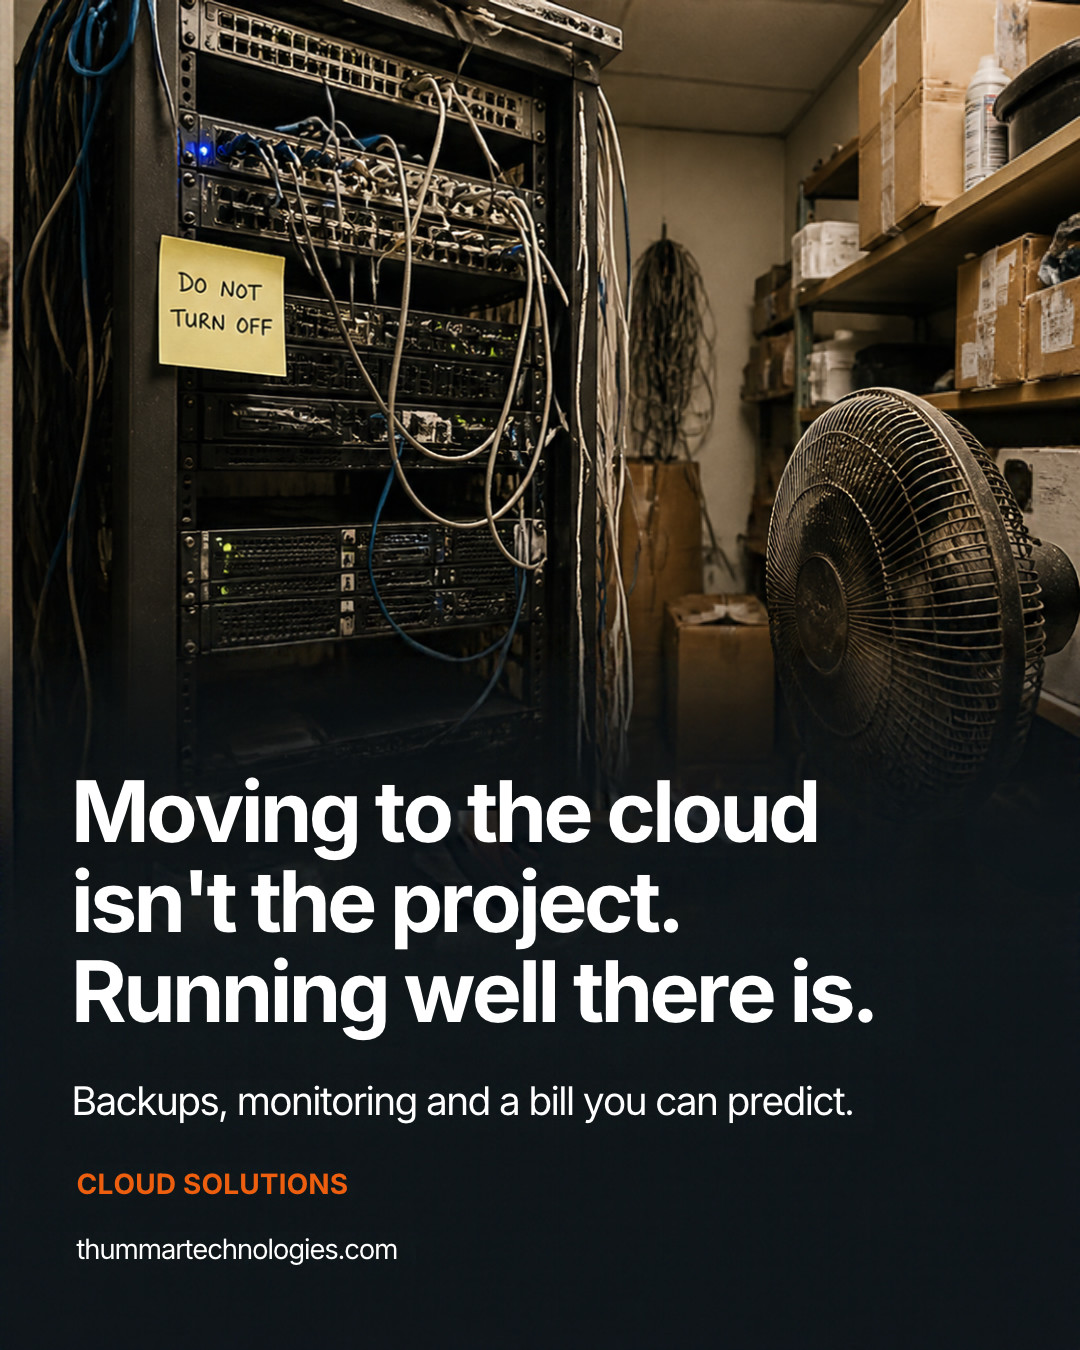 DO NOT
TURN OFF
Moving to the cloud
isn't the project.
Running well there is.
Backups, monitoring and a bill you can predict.
CLOUD SOLUTIONS
thummartechnologies.com